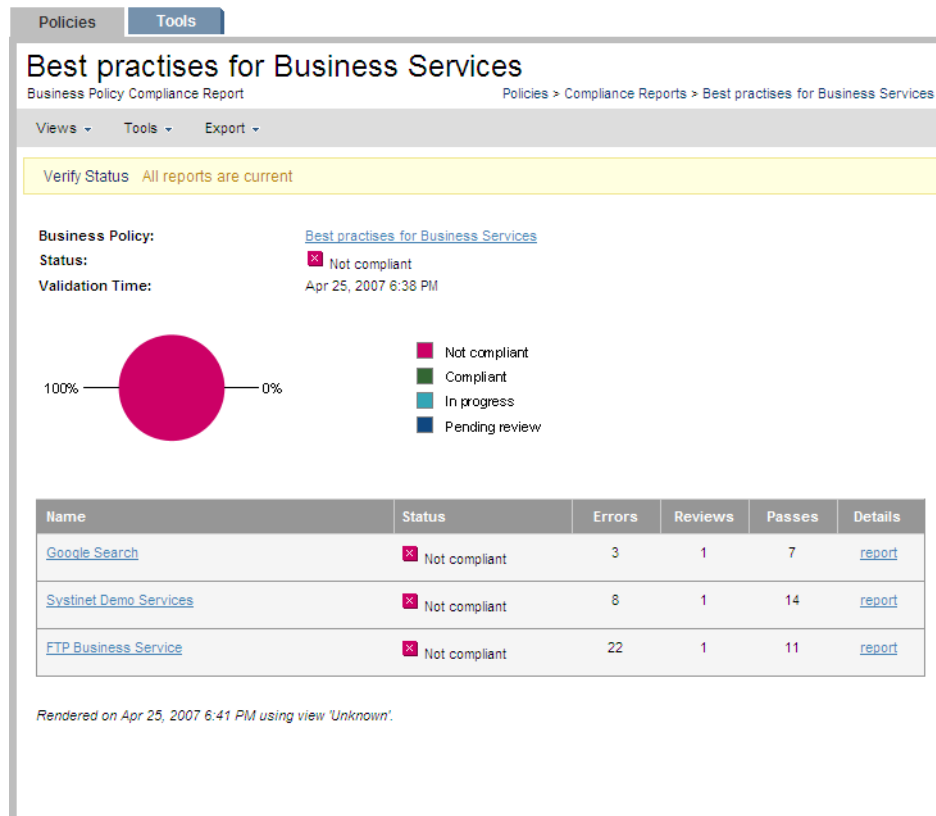 Policies Tools
Best practises for Business Services
Business Policy Compliance Report Policies > Compliance Reports > Best practises for Business Services
Views Tools Export
Verify Status All reports are current
Business Policy: Best practises for Business Services
Status: Not compliant
Validation Time: Apr 25, 2007 6:38 PM
Not compliant
Compliant
100% 0%
In progress
Pending review
Name Status Errors Reviews Passes Details
Google Search Not compliant 3 1 7 report
Systinet Demo Services Not compliant 8 1 14 report
FTP Business Service Not compliant 22 1 11 report
Rendered on Apr 25, 2007 6:41 PM using view 'Unknown'.